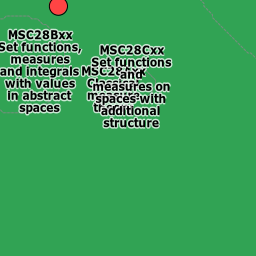 MSC28Bxx
Set functions,
measures
and integrals
with values
in abstract
spaces
MSC28Cxx
Set functions
and
measures on
spaces with
additional
structure